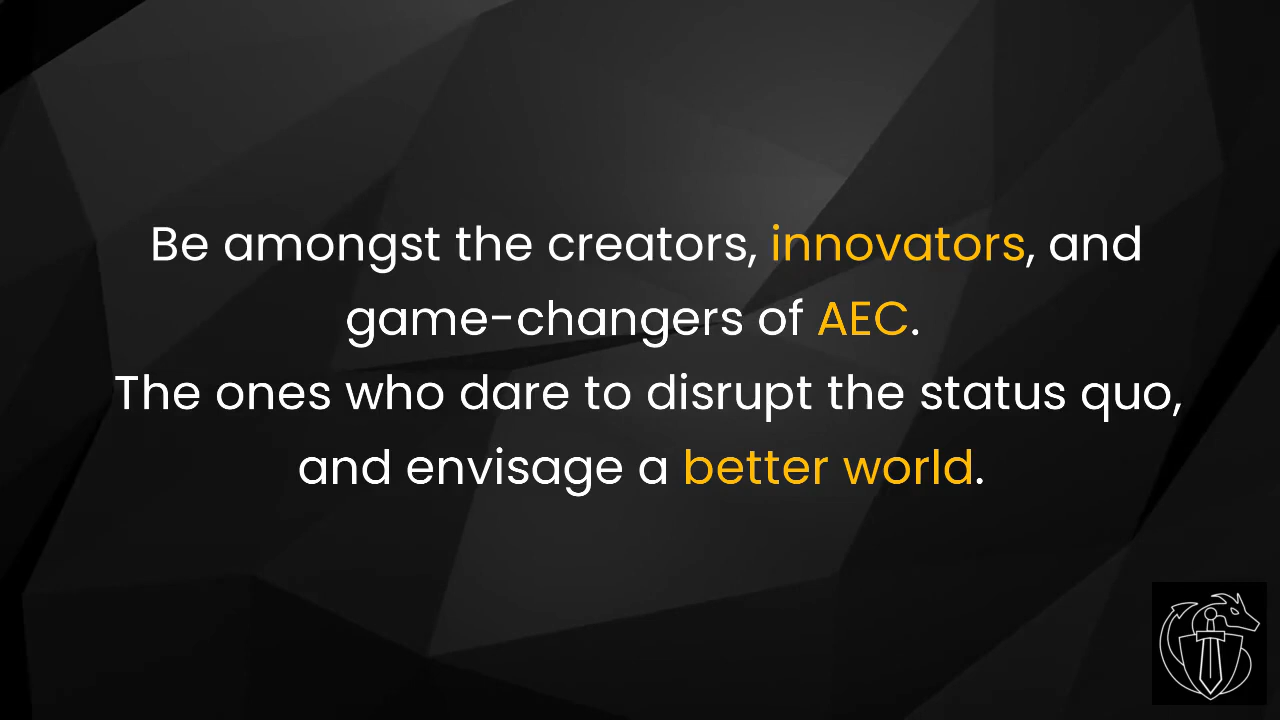 Be amongst the creators, innovators, and
game-changers of AEC.
The ones who dare to disrupt the status quo,
and envisage a better world.